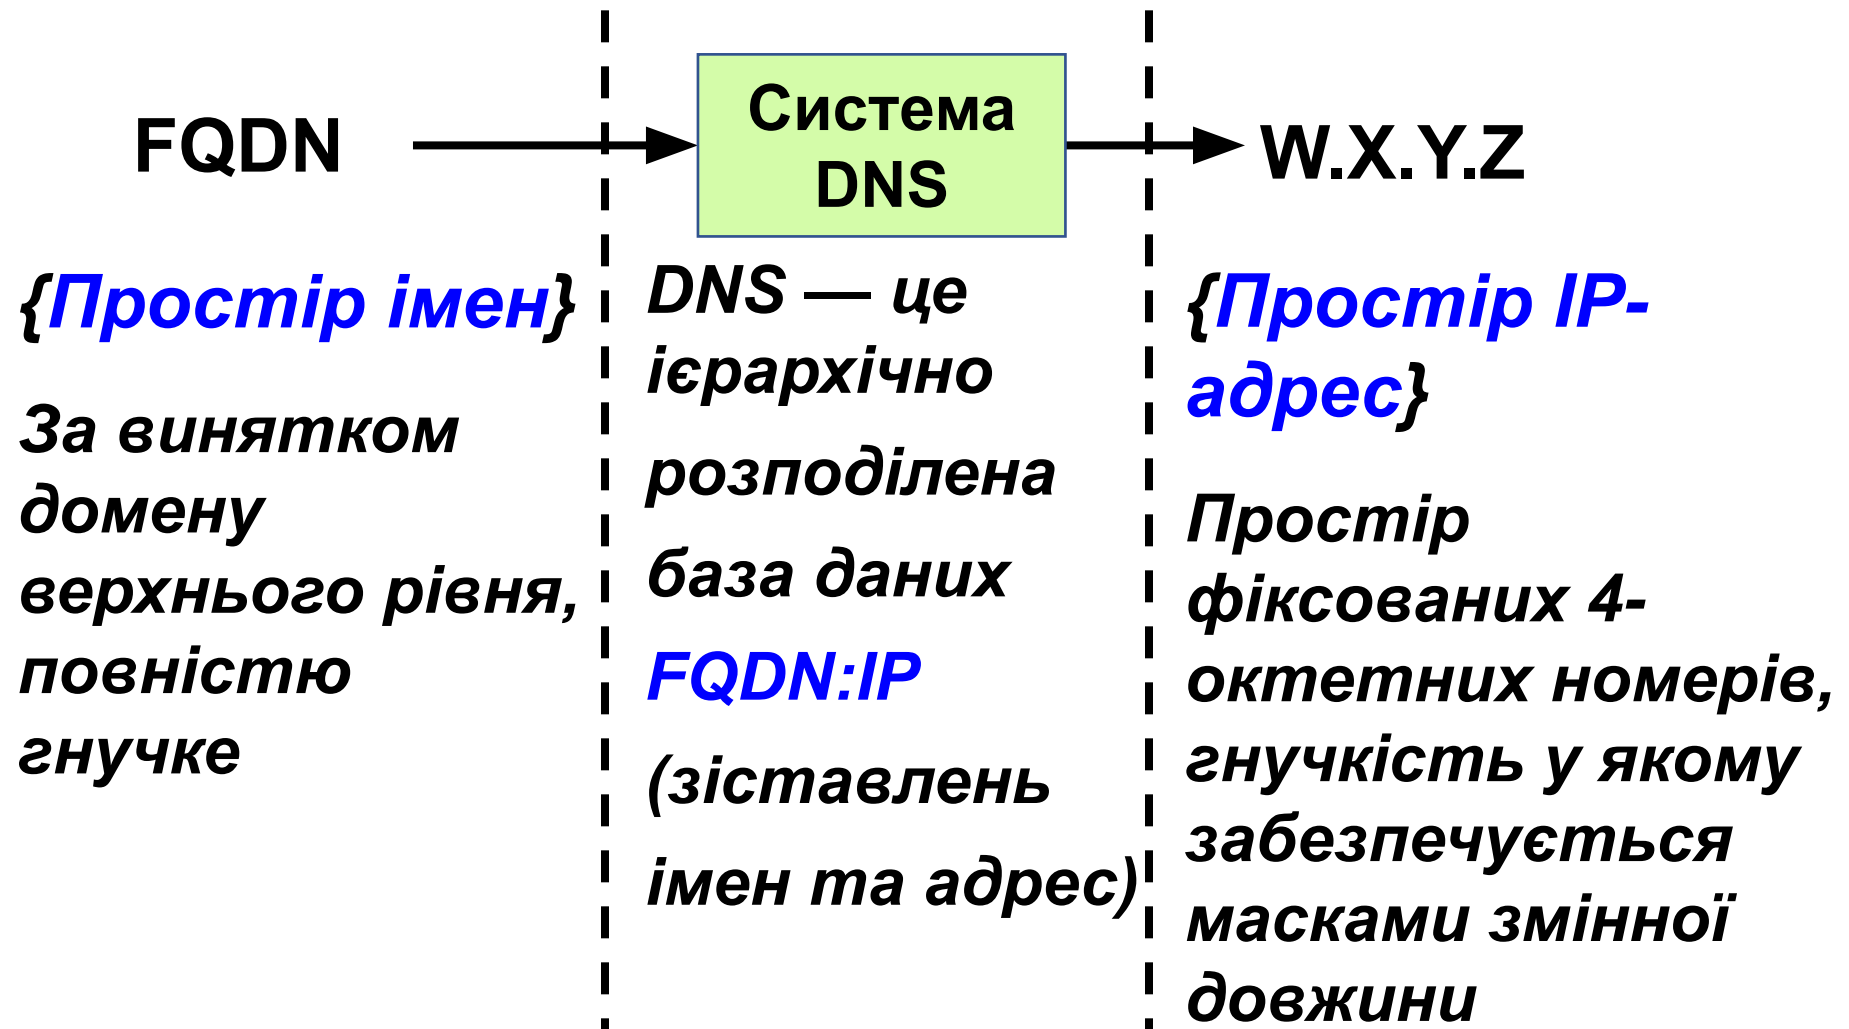 FQDN
Система
DNS
W.X.Y.Z
{Простір імен}
За винятком
домену
верхнього рівня,
повністю
гнучке
DNS — це
ієрархічно
розподілена
база даних
FQDN:IP
(зіставлень
імен та адрес)
{Простір IP-
адрес}
Простір
фіксованих 4-
октетних номерів,
гнучкість у якому
забезпечується
масками змінної
довжини